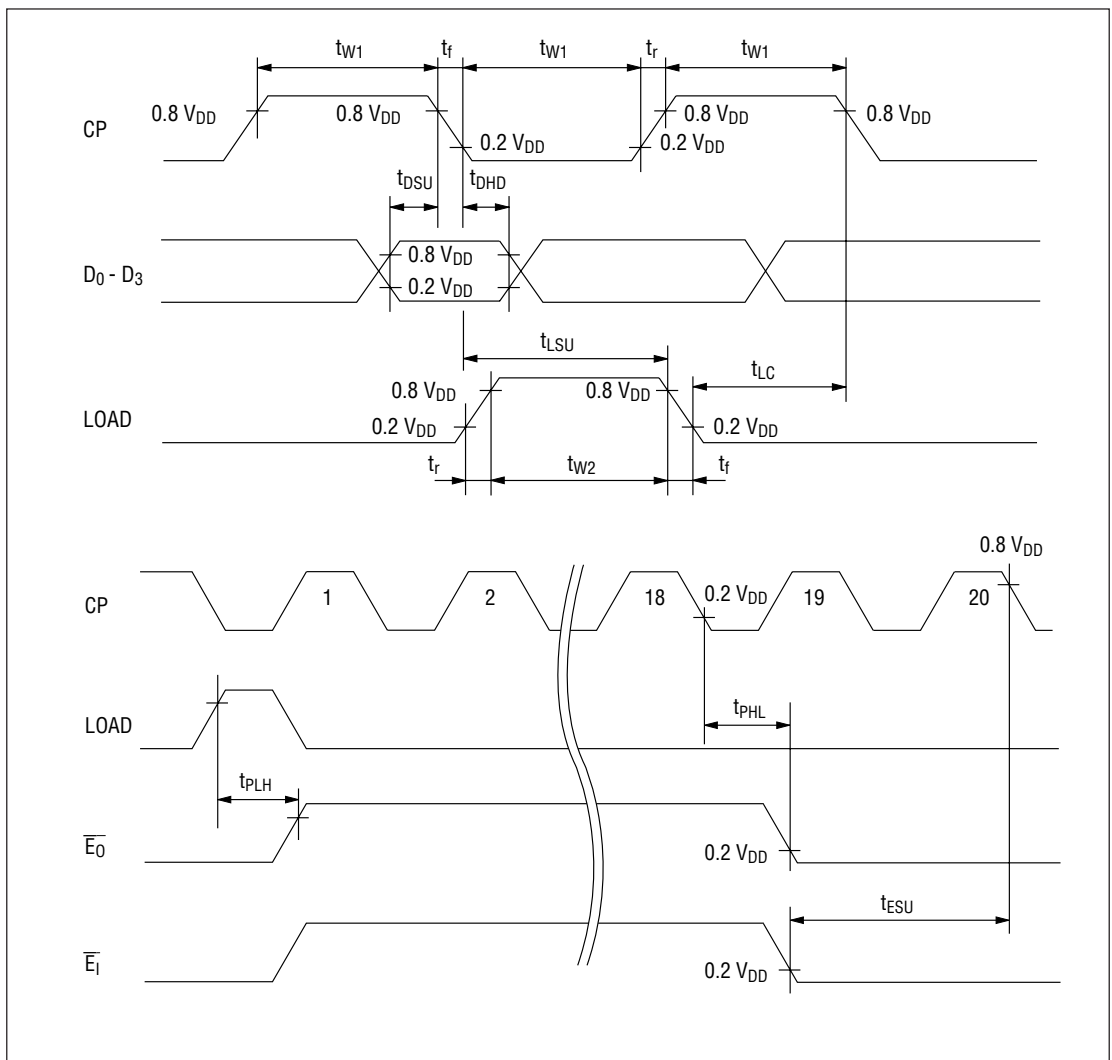 tW1 tf tW1 tr tW1
0.8 VDD 0.8 VDD 0.8 VDD 0.8 VDD
CP
0.2 VDD 0.2 VDD
tDSU tDHD
0.8 VDD
D0 - D3
0.2 VDD
tLSU
tLC
0.8 VDD 0.8 VDD
LOAD
0.2 VDD 0.2 VDD
tr tW2 tf
0.8 VDD
CP 1 2 18 0.2 VDD 19 20
LOAD
tPHL
tPLH
E̅O̅
0.2 VDD
tESU
E̅I̅
0.2 VDD